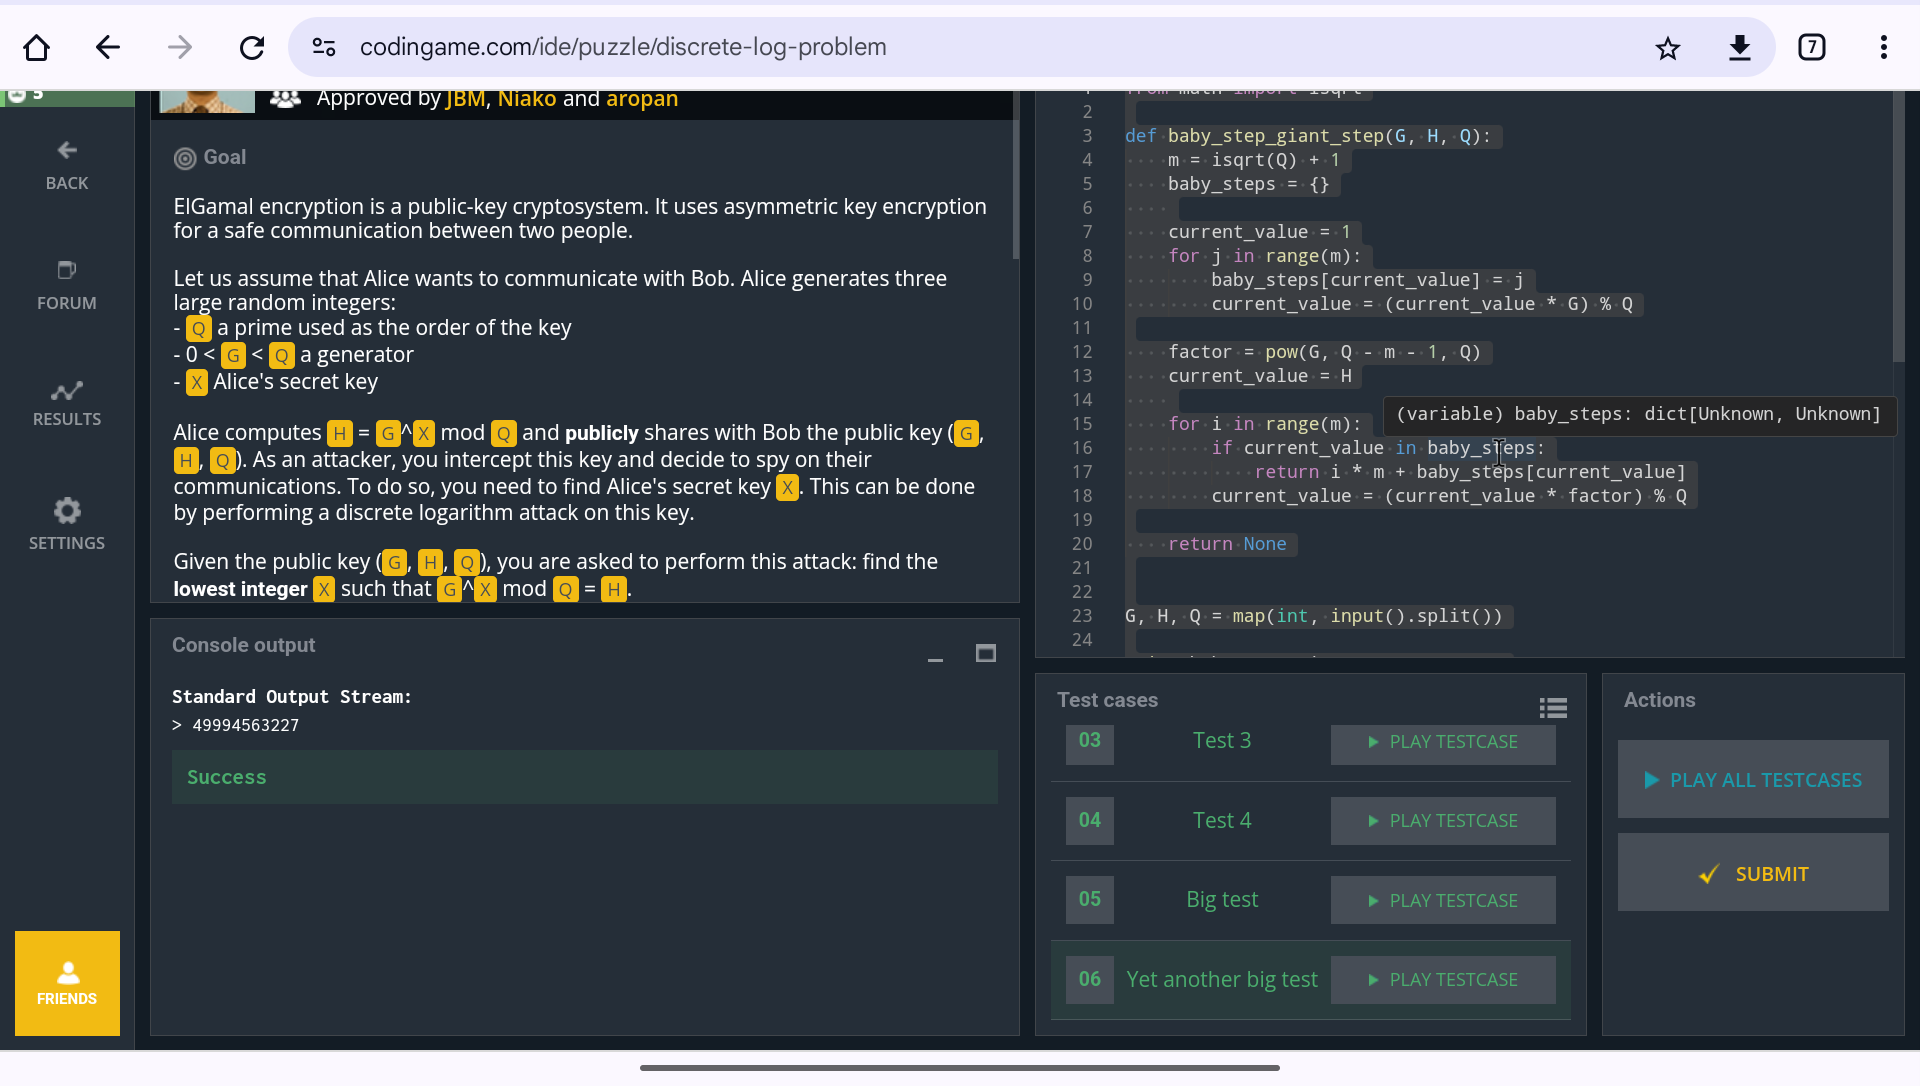 codingame.com/ide/puzzle/discrete-log-problem
7
5
BACK
FORUM
RESULTS
SETTINGS
FRIENDS
Approved by JBM, Niako and aropan
Goal
ElGamal encryption is a public-key cryptosystem. It uses asymmetric key encryption
for a safe communication between two people.
Let us assume that Alice wants to communicate with Bob. Alice generates three
large random integers:
- Q a prime used as the order of the key
- 0 < G < Q a generator
- X Alice's secret key
Alice computes H = G^X mod Q and publicly shares with Bob the public key (G,
H, Q). As an attacker, you intercept this key and decide to spy on their
communications. To do so, you need to find Alice's secret key X. This can be done
by performing a discrete logarithm attack on this key.
Given the public key (G, H, Q), you are asked to perform this attack: find the
lowest integer X such that G^X mod Q = H.
Console output
Standard Output Stream:
> 49994563227
Success
1 from math import isqrt
2
3 def baby_step_giant_step(G, H, Q):
4     m = isqrt(Q) + 1
5     baby_steps = {}
6
7     current_value = 1
8     for j in range(m):
9         baby_steps[current_value] = j
10         current_value = (current_value * G) % Q
11
12     factor = pow(G, Q - m - 1, Q)
13     current_value = H
14
15     for i in range(m):
(variable) baby_steps: dict[Unknown, Unknown]
16         if current_value in baby_steps:
17             return i * m + baby_steps[current_value]
18         current_value = (current_value * factor) % Q
19
20     return None
21
22
23 G, H, Q = map(int, input().split())
24
Test cases
03 Test 3 PLAY TESTCASE
04 Test 4 PLAY TESTCASE
05 Big test PLAY TESTCASE
06 Yet another big test PLAY TESTCASE
Actions
PLAY ALL TESTCASES
SUBMIT